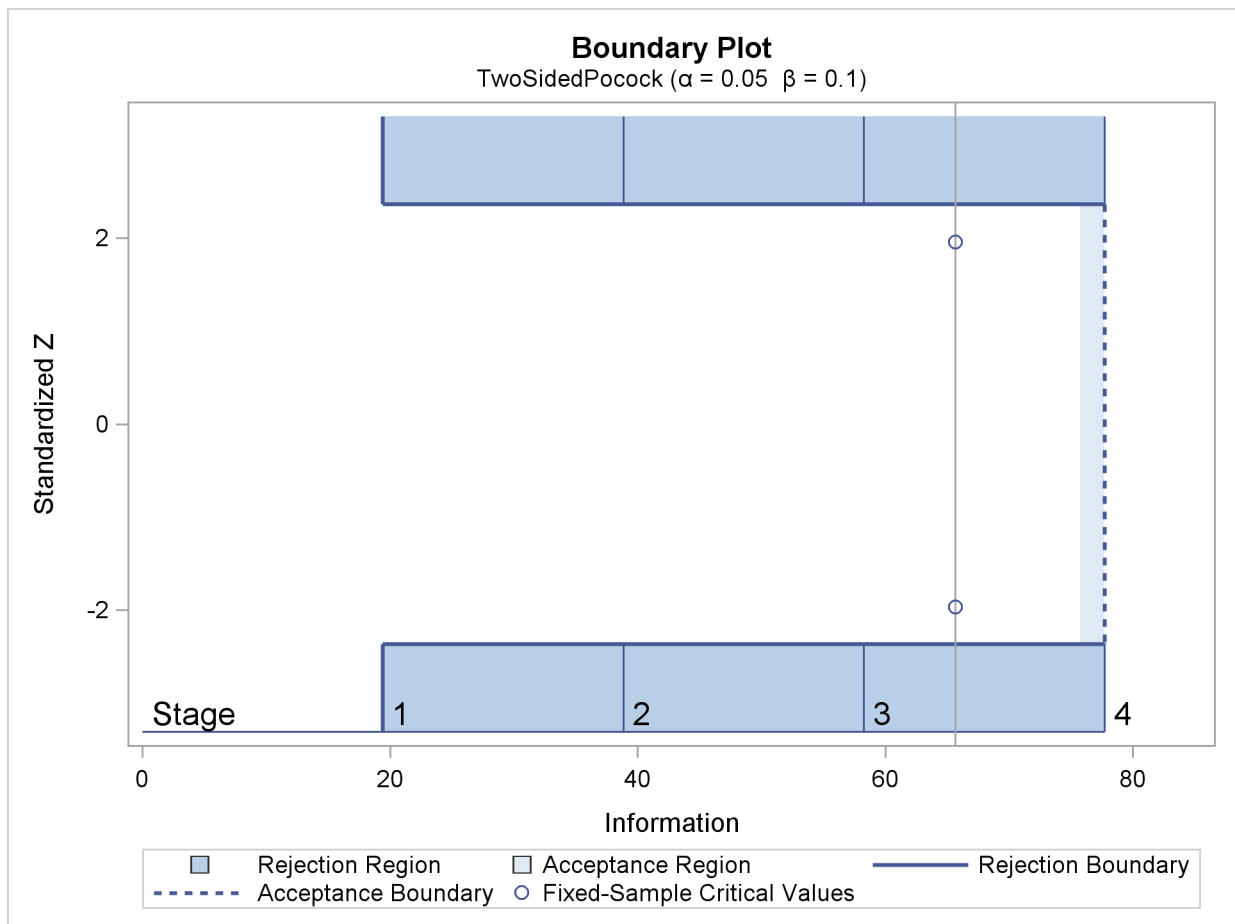 Boundary Plot
TwoSidedPocock (α = 0.05 β = 0.1)
Standardized Z
2
0
-2
Stage 1 2 3 4
0 20 40 60 80
Information
Rejection Region Acceptance Region Rejection Boundary
Acceptance Boundary Fixed-Sample Critical Values